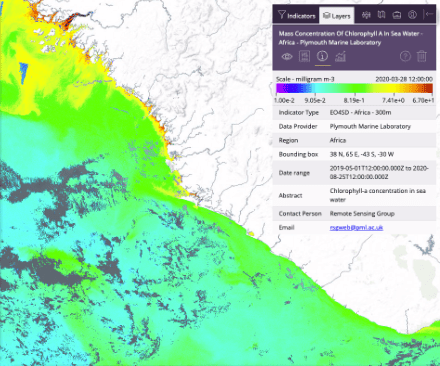 Indicators Layers
Mass Concentration Of Chlorophyll A In Sea Water -
Africa - Plymouth Marine Laboratory
Scale - milligram m-3 2020-03-28 12:00:00
1.00e-2 9.05e-2 8.19e-1 7.41e+0 6.70e+1
Indicator Type EO4SD - Africa - 300m
Data Provider Plymouth Marine Laboratory
Region Africa
Bounding box 38 N, 65 E, -43 S, -30 W
Date range 2019-05-01T12:00:00.000Z to 2020-
08-25T12:00:00.000Z
Abstract Chlorophyll-a concentration in sea
water
Contact Person Remote Sensing Group
Email rsgweb@pml.ac.uk